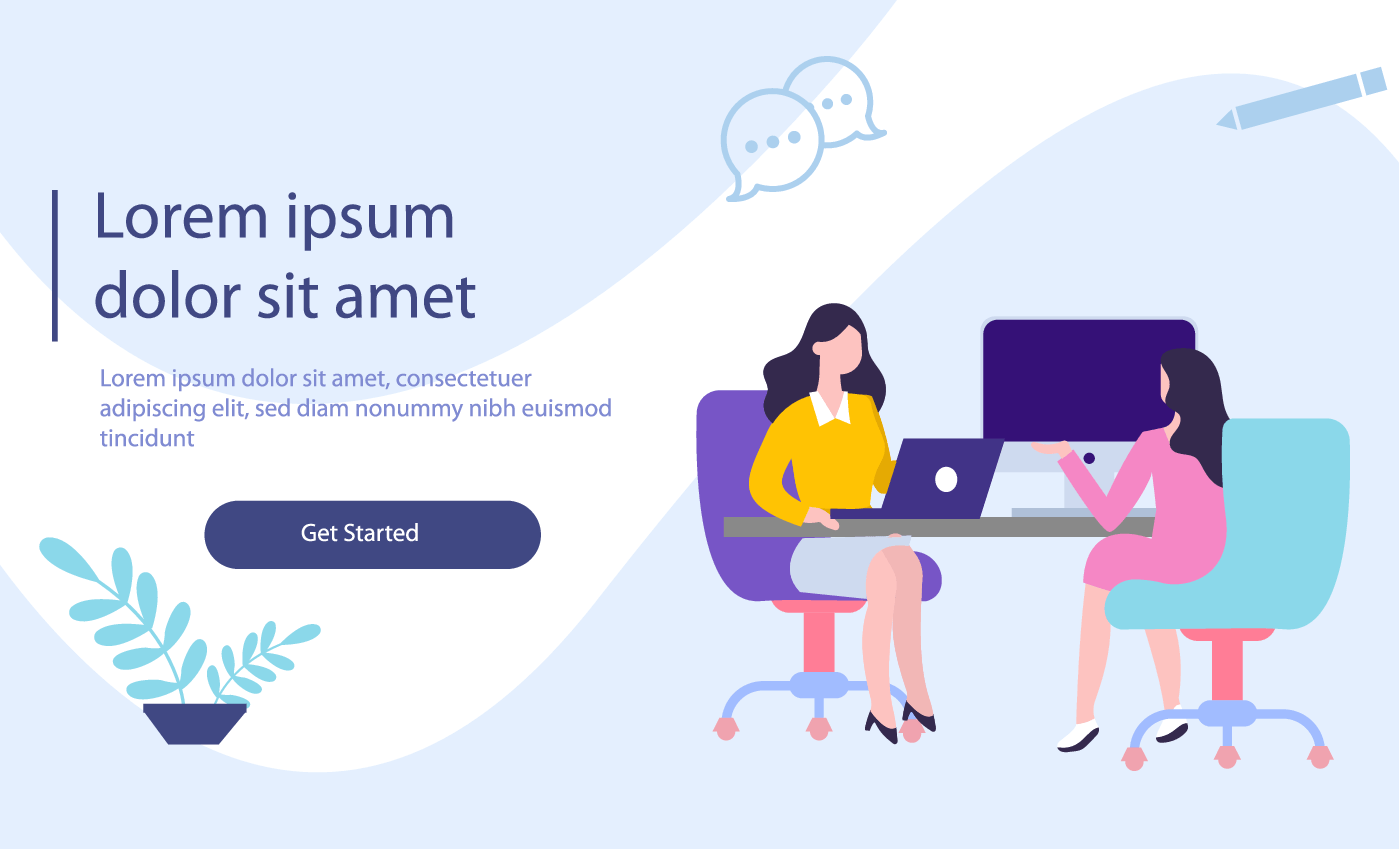 Lorem ipsum
dolor sit amet
Lorem ipsum dolor sit amet, consectetuer
adipiscing elit, sed diam nonummy nibh euismod
tincidunt
Get Started